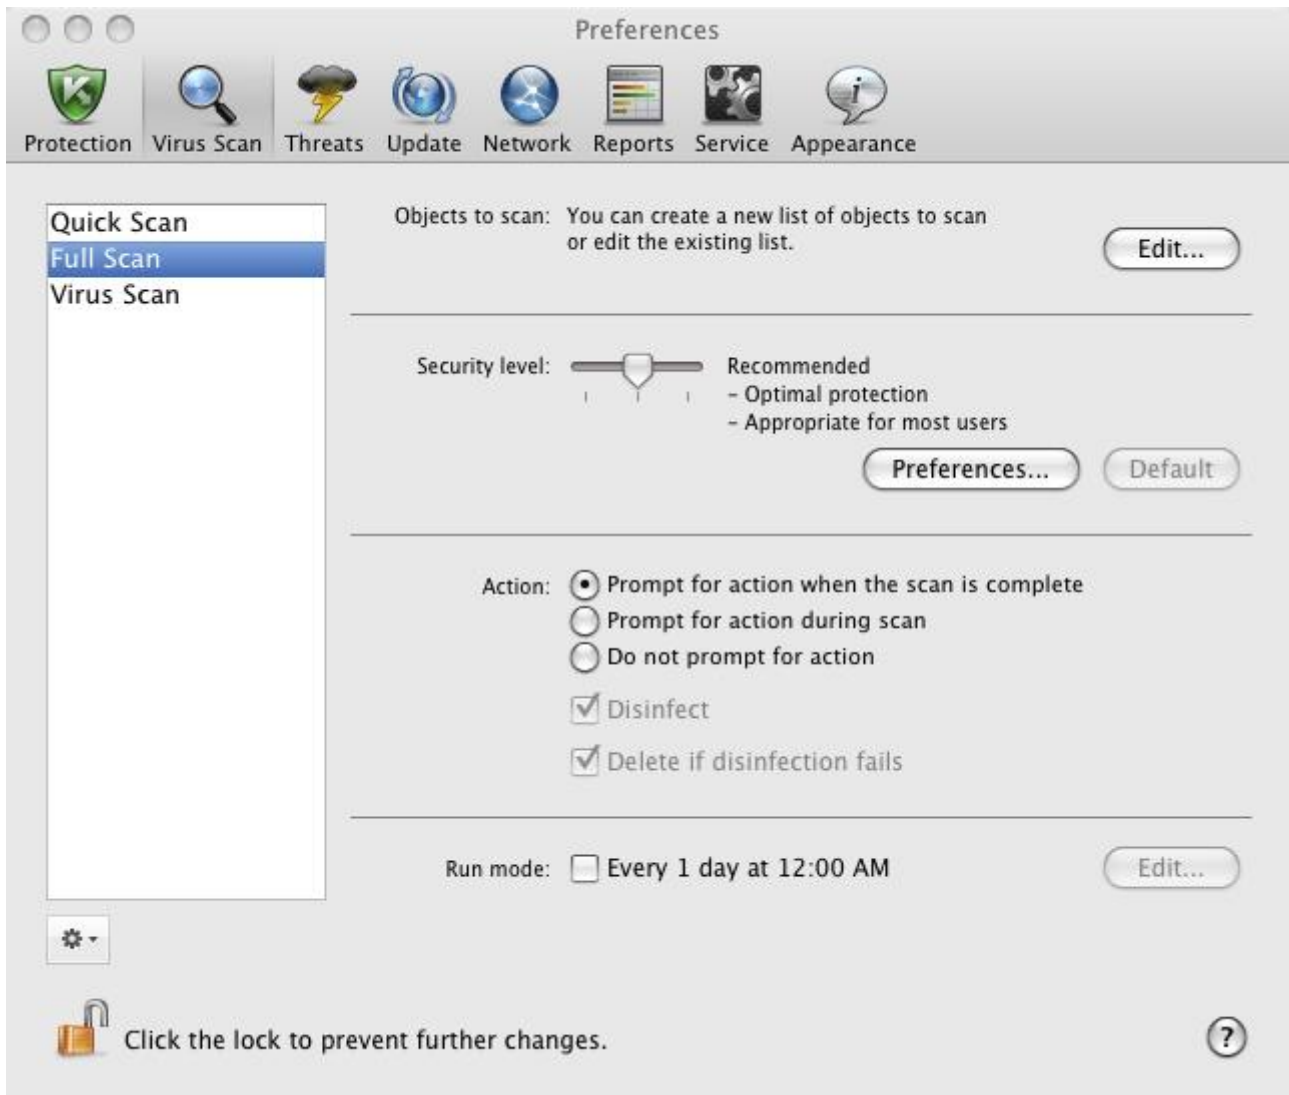 Preferences
Protection Virus Scan Threats Update Network Reports Service Appearance
Quick Scan
Full Scan
Virus Scan
Objects to scan: You can create a new list of objects to scan
or edit the existing list.
Edit...
Security level: Recommended
- Optimal protection
- Appropriate for most users
Preferences... Default
Action: Prompt for action when the scan is complete
Prompt for action during scan
Do not prompt for action
Disinfect
Delete if disinfection fails
Run mode: Every 1 day at 12:00 AM Edit...
Click the lock to prevent further changes. ?